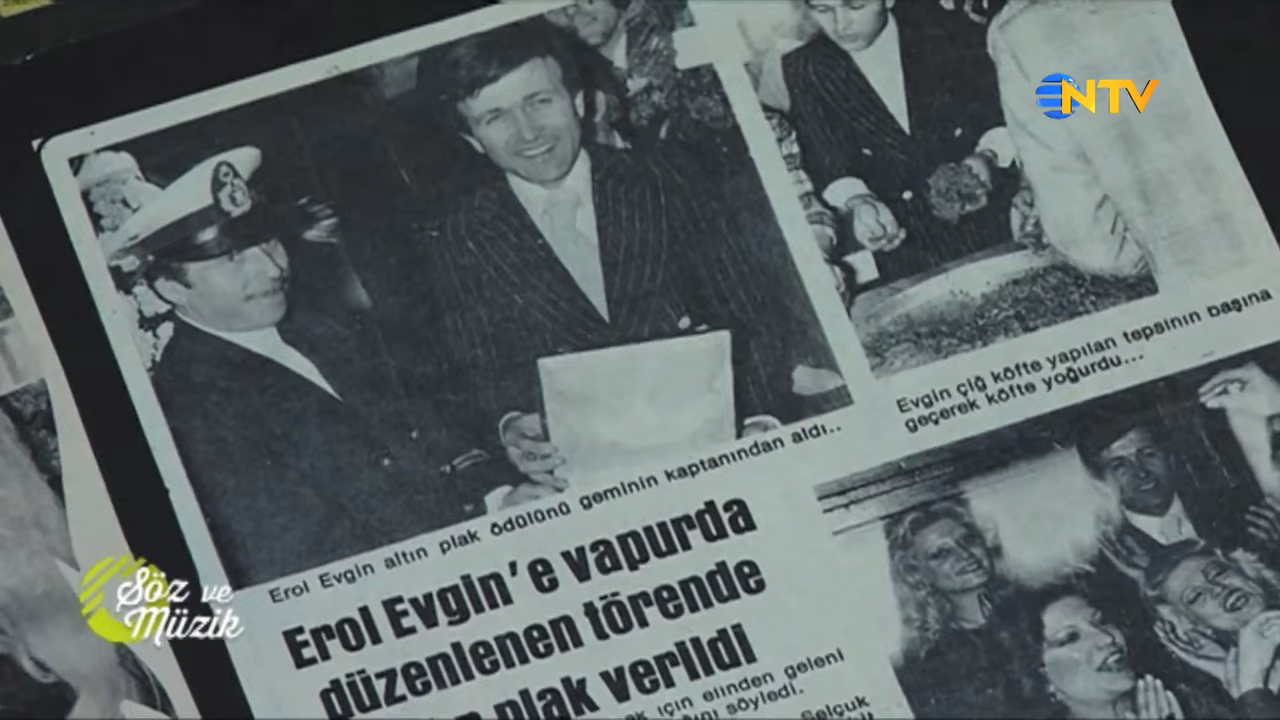 NTV
Erol Evgin altın plak ödülünü geminin kaptanından aldı..
Evgin çiğ köfte yapılan tepsinin başına
geçerek köfte yoğurdu...
Erol Evgin'e vapurda
düzenlenen törende
plak verildi
için elinden geleni
söyledi.
Selçuk
Söz ve
Müzik